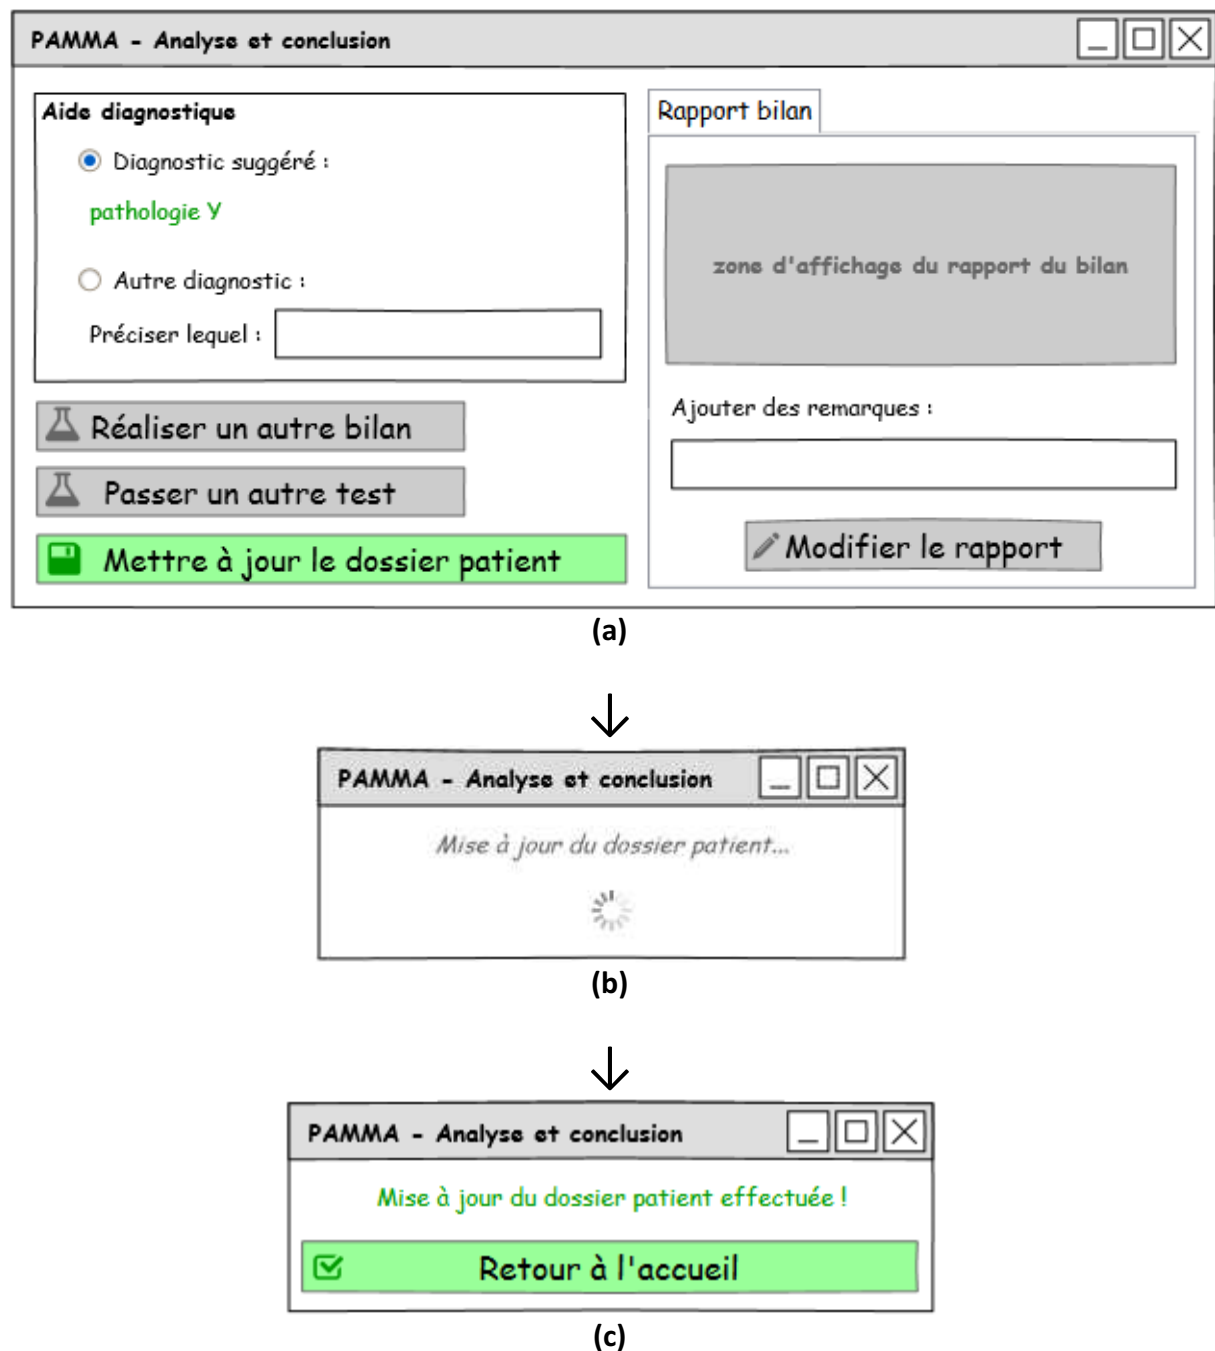 PAMMA - Analyse et conclusion
Aide diagnostique
Diagnostic suggéré :
pathologie Y
Autre diagnostic :
Préciser lequel :
Réaliser un autre bilan
Passer un autre test
Mettre à jour le dossier patient
Rapport bilan
zone d'affichage du rapport du bilan
Ajouter des remarques :
Modifier le rapport
(a)
PAMMA - Analyse et conclusion
Mise à jour du dossier patient...
(b)
PAMMA - Analyse et conclusion
Mise à jour du dossier patient effectuée !
Retour à l'accueil
(c)